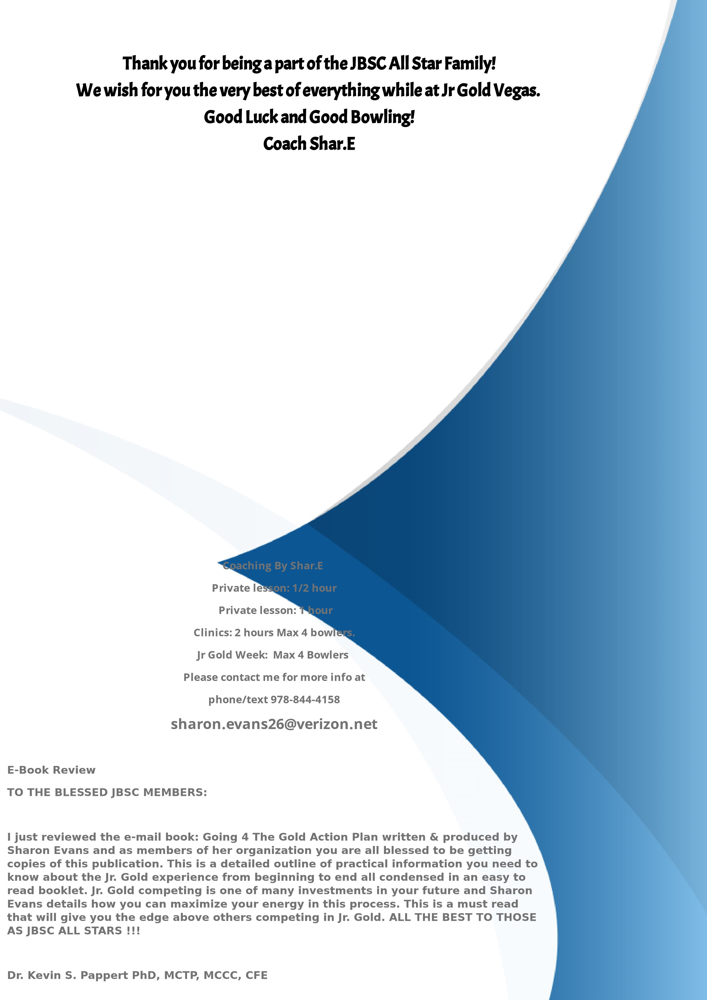 Thank you for being a part of the JBSC All Star Family!
We wish for you the very best of everything while at Jr Gold Vegas.
Good Luck and Good Bowling!
Coach Shar.E
Coaching By Shar.E
Private lesson: 1/2 hour
Private lesson: 1 hour
Clinics: 2 hours Max 4 bowlers.
Jr Gold Week:  Max 4 Bowlers
Please contact me for more info at
phone/text 978-844-4158
sharon.evans26@verizon.net
E-Book Review
TO THE BLESSED JBSC MEMBERS:
I just reviewed the e-mail book: Going 4 The Gold Action Plan written & produced by
Sharon Evans and as members of her organization you are all blessed to be getting
copies of this publication. This is a detailed outline of practical information you need to
know about the Jr. Gold experience from beginning to end all condensed in an easy to
read booklet. Jr. Gold competing is one of many investments in your future and Sharon
Evans details how you can maximize your energy in this process. This is a must read
that will give you the edge above others competing in Jr. Gold. ALL THE BEST TO THOSE
AS JBSC ALL STARS !!!
Dr. Kevin S. Pappert PhD, MCTP, MCCC, CFE